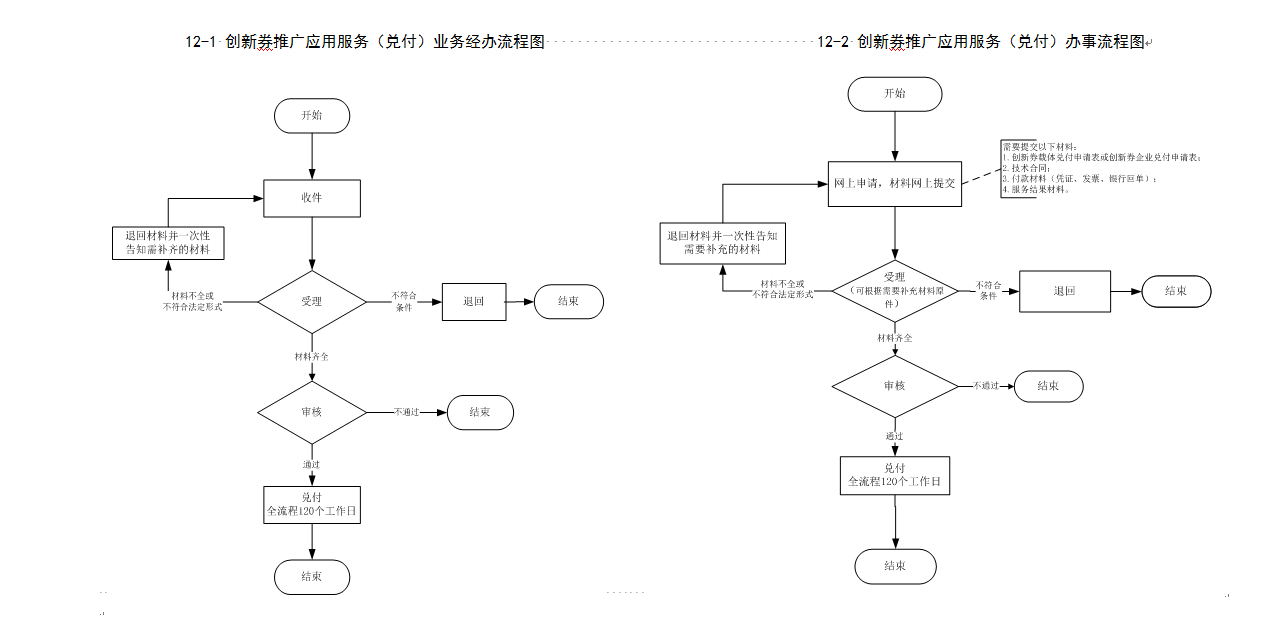 12-1 创新券推广应用服务（兑付）业务经办流程图
开始
收件
退回材料并一次性
告知需补齐的材料
材料不全或
不符合法定形式
受理
不符合
条件
退回
结束
材料齐全
审核
不通过
结束
通过
兑付
全流程120个工作日
结束
12-2 创新券推广应用服务（兑付）办事流程图
开始
网上申请，材料网上提交
需要提交以下材料：
1.创新券载体兑付申请表或创新券企业兑付申请表；
2.技术合同；
3.付款材料（凭证、发票、银行回单）；
4.服务结果材料。
退回材料并一次性告知
需要补充的材料
材料不全或
不符合法定形式
受理
（可根据需要补充材料原
件）
不符合
条件
退回
结束
材料齐全
审核
不通过
结束
通过
兑付
全流程120个工作日
结束